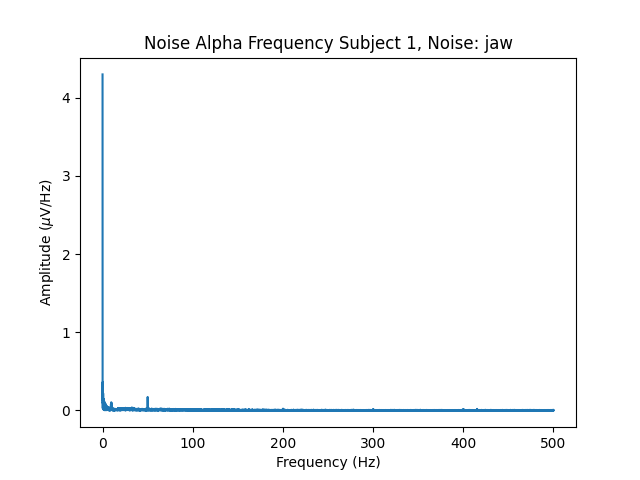 Noise Alpha Frequency Subject 1, Noise: jaw
4
3
2
1
0
Amplitude (μV/Hz)
0 100 200 300 400 500
Frequency (Hz)